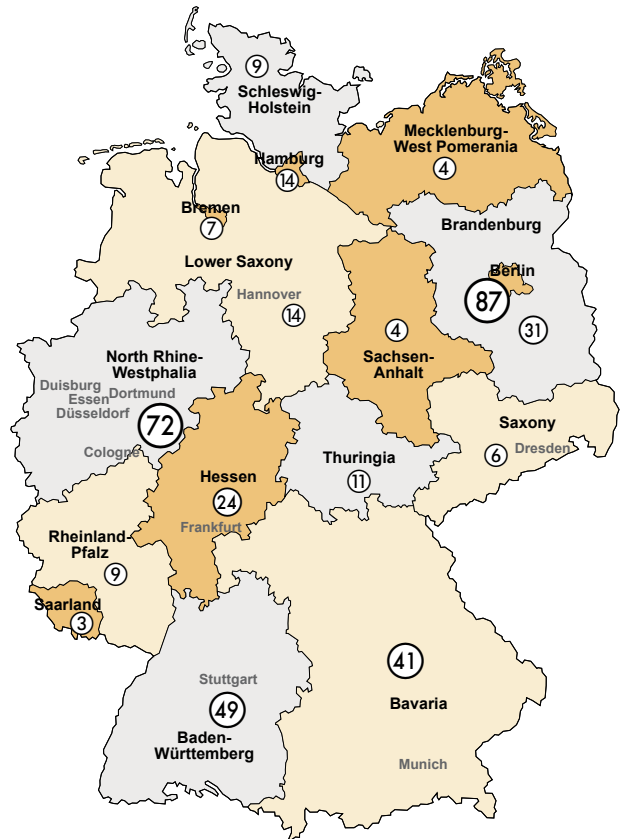 9
Schleswig-
Holstein
Mecklenburg-
West Pomerania
4
Hamburg
14
Bremen
7
Brandenburg
Berlin
87
31
Lower Saxony
Hannover
14
4
Sachsen-
Anhalt
North Rhine-
Westphalia
Duisburg
Essen
Dortmund
Düsseldorf
72
Cologne
Saxony
Dresden
6
Thuringia
11
Hessen
24
Frankfurt
Rheinland-
Pfalz
9
Saarland
3
41
Bavaria
Munich
Stuttgart
49
Baden-
Württemberg